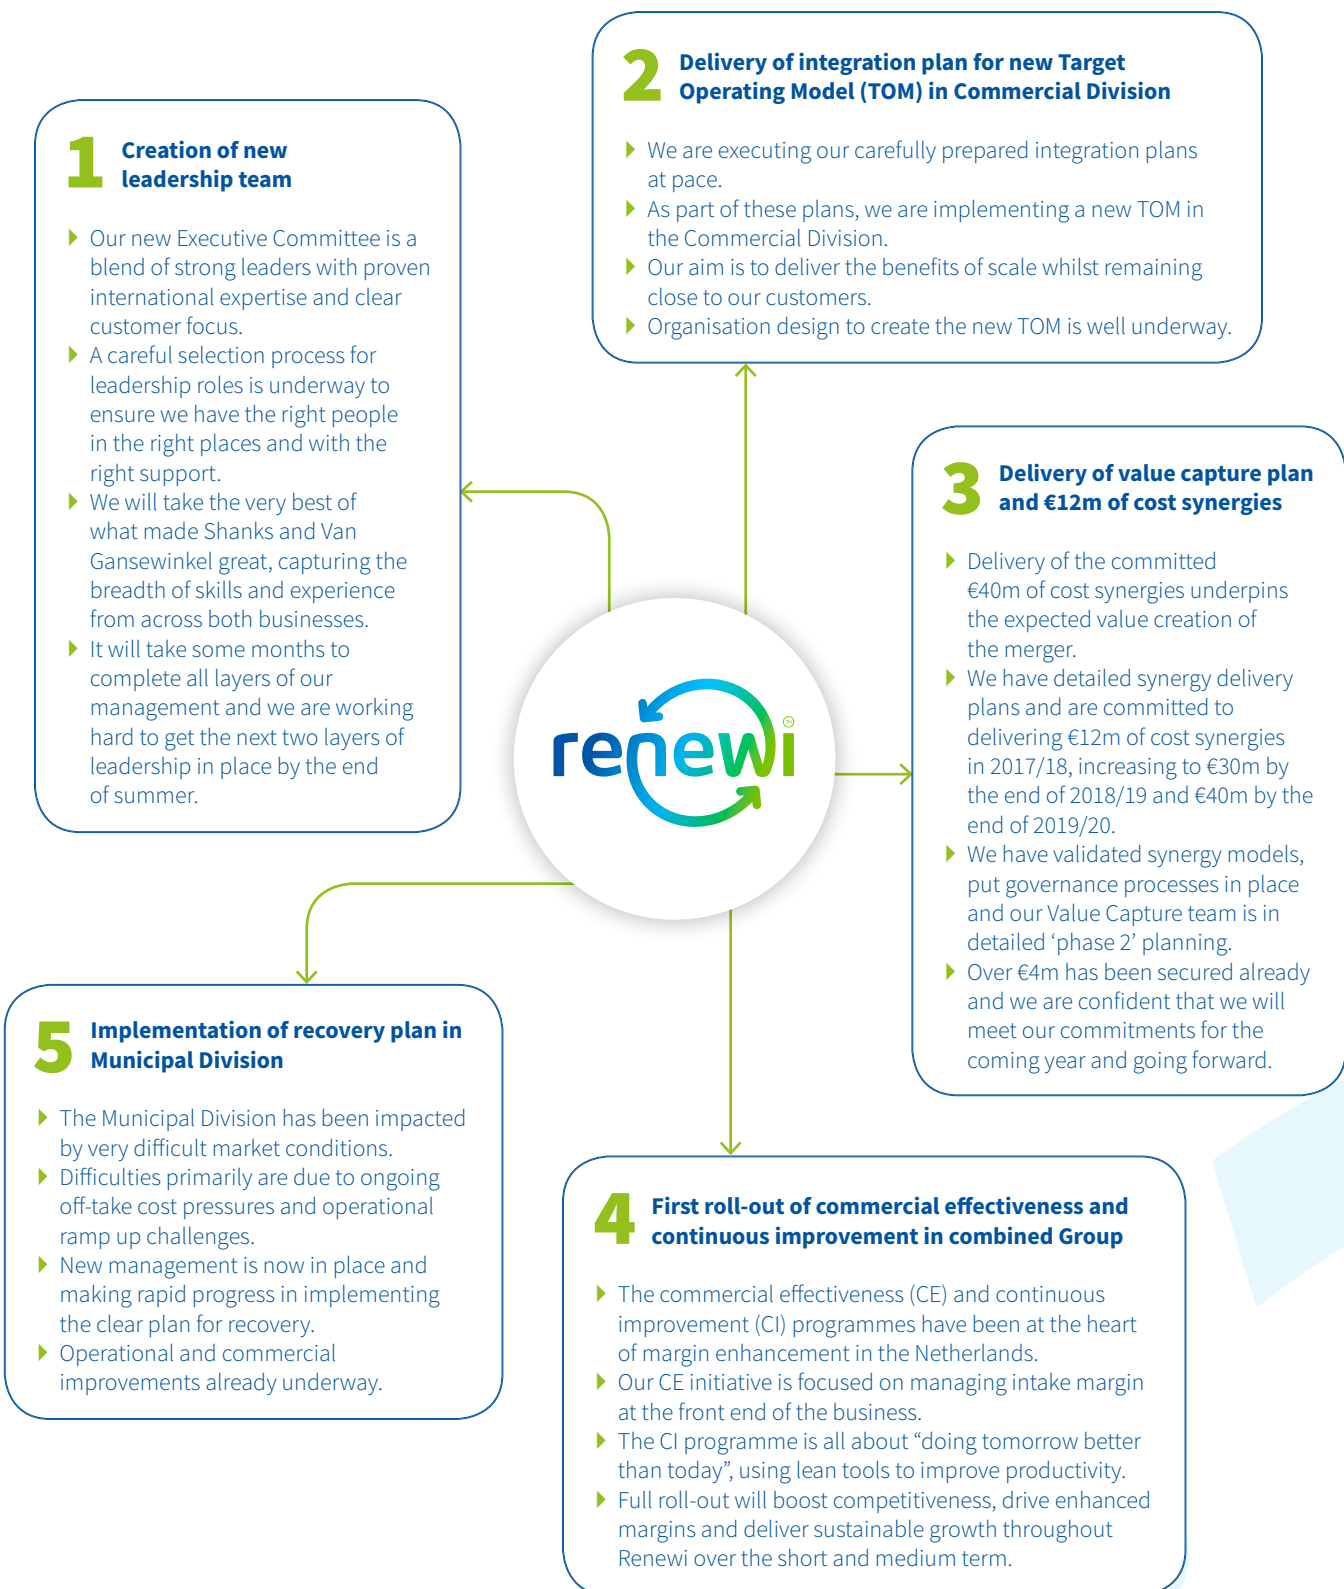 1
Creation of new
leadership team
Our new Executive Committee is a
blend of strong leaders with proven
international expertise and clear
customer focus.
A careful selection process for
leadership roles is underway to
ensure we have the right people
in the right places and with the
right support.
We will take the very best of
what made Shanks and Van
Gansewinkel great, capturing the
breadth of skills and experience
from across both businesses.
It will take some months to
complete all layers of our
management and we are working
hard to get the next two layers of
leadership in place by the end
of summer.
2
Delivery of integration plan for new Target
Operating Model (TOM) in Commercial Division
We are executing our carefully prepared integration plans
at pace.
As part of these plans, we are implementing a new TOM in
the Commercial Division.
Our aim is to deliver the benefits of scale whilst remaining
close to our customers.
Organisation design to create the new TOM is well underway.
3
Delivery of value capture plan
and €12m of cost synergies
Delivery of the committed
€40m of cost synergies underpins
the expected value creation of
the merger.
We have detailed synergy delivery
plans and are committed to
delivering €12m of cost synergies
in 2017/18, increasing to €30m by
the end of 2018/19 and €40m by the
end of 2019/20.
We have validated synergy models,
put governance processes in place
and our Value Capture team is in
detailed ‘phase 2’ planning.
Over €4m has been secured already
and we are confident that we will
meet our commitments for the
coming year and going forward.
renewi
TM
4
First roll-out of commercial effectiveness and
continuous improvement in combined Group
The commercial effectiveness (CE) and continuous
improvement (CI) programmes have been at the heart
of margin enhancement in the Netherlands.
Our CE initiative is focused on managing intake margin
at the front end of the business.
The CI programme is all about “doing tomorrow better
than today”, using lean tools to improve productivity.
Full roll-out will boost competitiveness, drive enhanced
margins and deliver sustainable growth throughout
Renewi over the short and medium term.
5
Implementation of recovery plan in
Municipal Division
The Municipal Division has been impacted
by very difficult market conditions.
Difficulties primarily are due to ongoing
off-take cost pressures and operational
ramp up challenges.
New management is now in place and
making rapid progress in implementing
the clear plan for recovery.
Operational and commercial
improvements already underway.